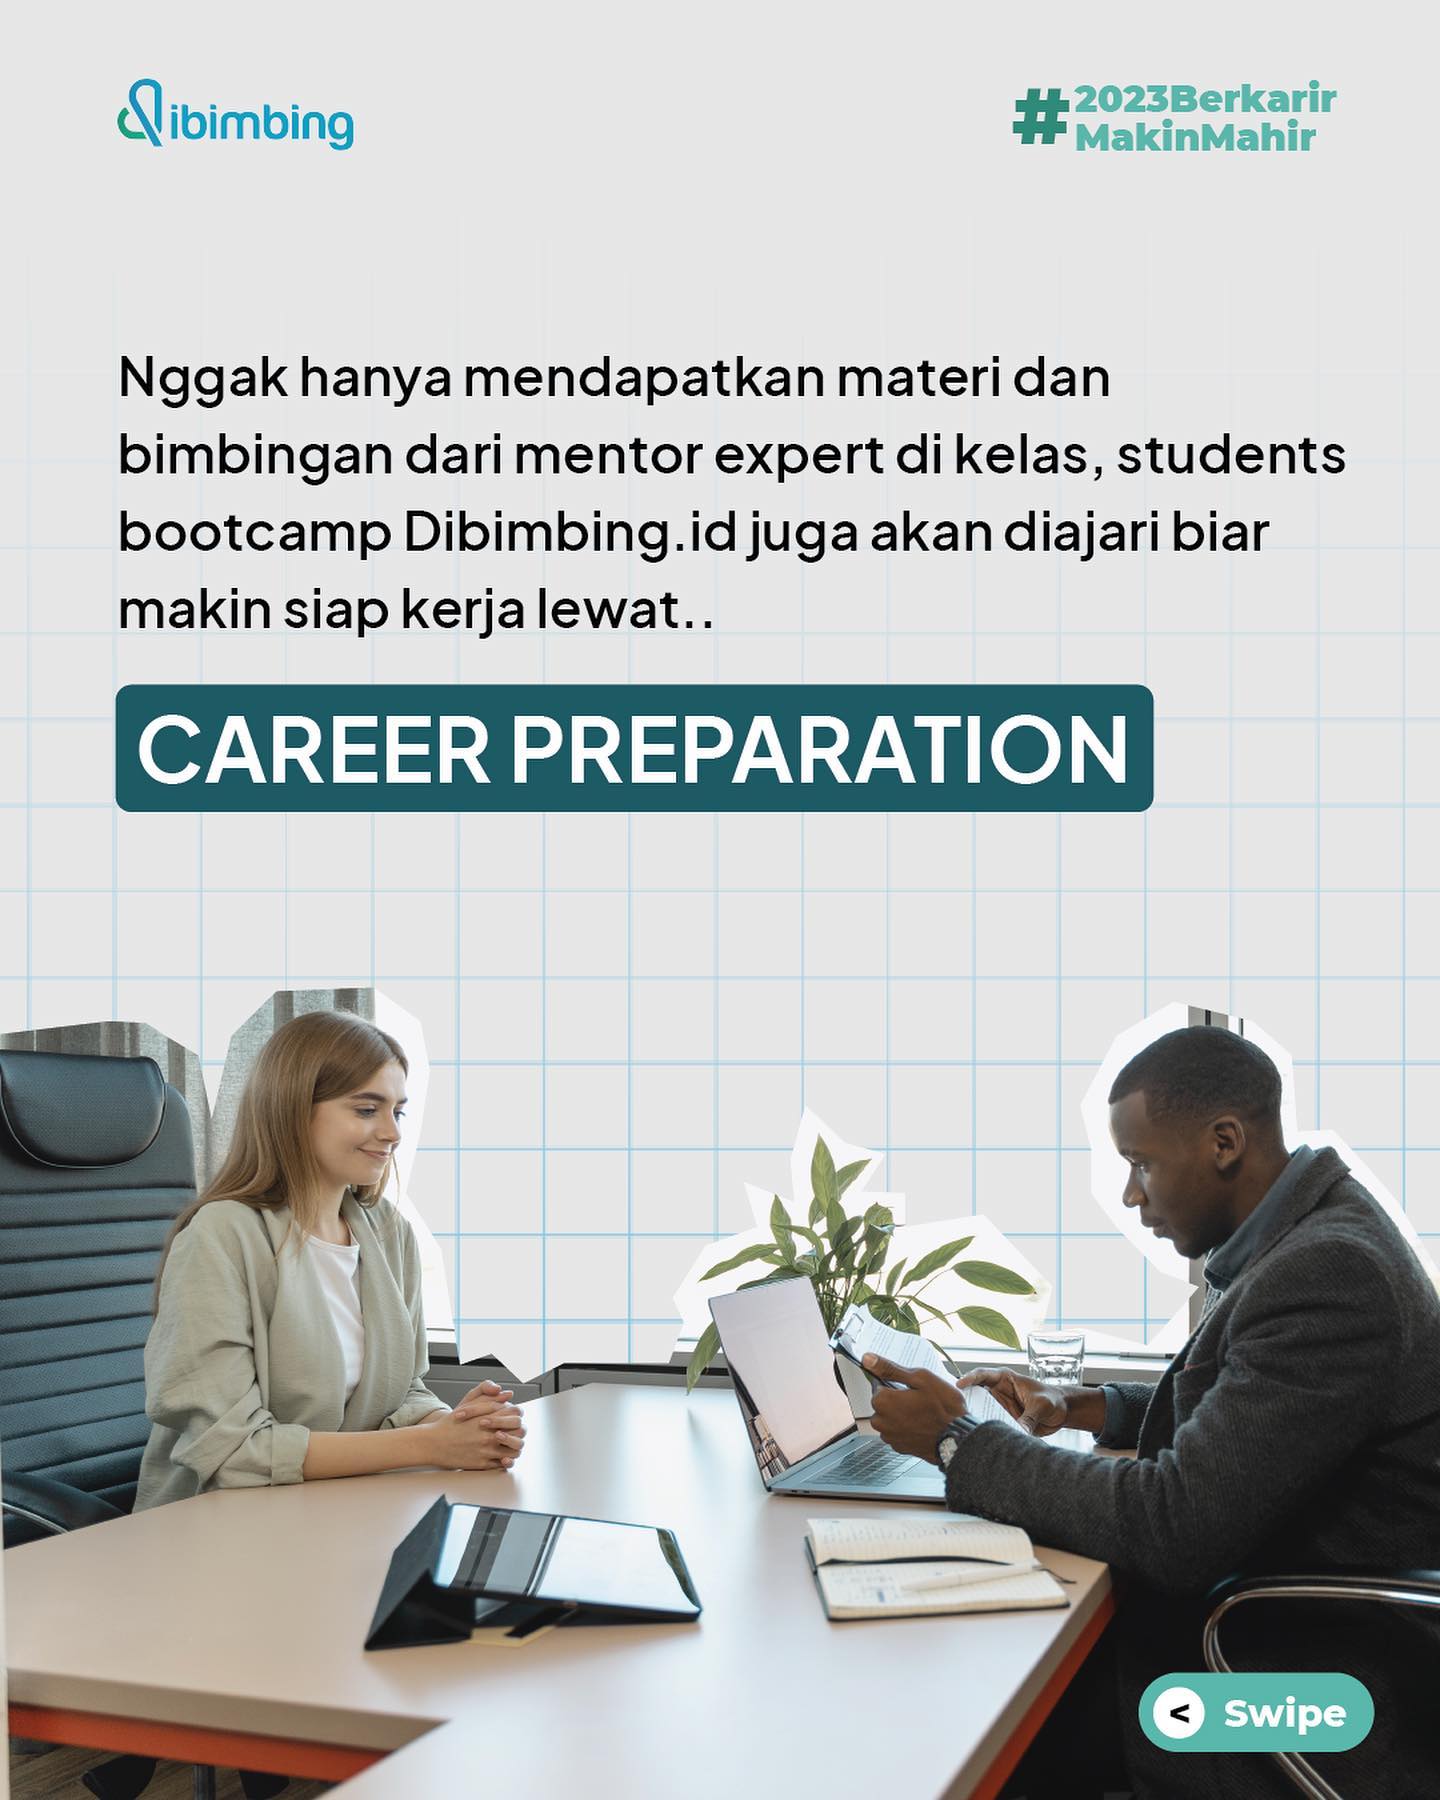 Dibimbing
#2023Berkarir
MakinMahir
Nggak hanya mendapatkan materi dan
bimbingan dari mentor expert di kelas, students
bootcamp Dibimbing.id juga akan diajari biar
makin siap kerja lewat..
CAREER PREPARATION
< Swipe